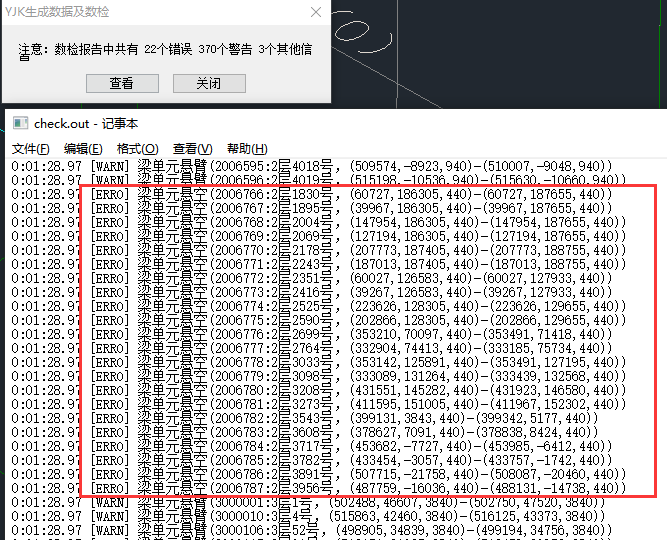 YJK生成数据及数检
注意: 数检报告中共有 22个错误 370个警告 3个其他信
息
查看 关闭
check.out - 记事本
文件(F) 编辑(E) 格式(O) 查看(V) 帮助(H)
0:01:28.97 [WARN] 梁单元悬臂(2006595:2层4018号, (509574,-8923,940)-(510007,-9048,940))
0:01:28.97 [WARN] 梁单元悬臂(2006596:2层4019号, (515198,-10536,940)-(515630,-10660,940))
0:01:28.97 [ERRO] 梁单元悬空(2006766:2层1830号, (60727,186305,440)-(60727,187655,440))
0:01:28.97 [ERRO] 梁单元悬空(2006767:2层1895号, (39967,186305,440)-(39967,187655,440))
0:01:28.97 [ERRO] 梁单元悬空(2006768:2层2004号, (147954,186305,440)-(147954,187655,440))
0:01:28.97 [ERRO] 梁单元悬空(2006769:2层2069号, (127194,186305,440)-(127194,187655,440))
0:01:28.97 [ERRO] 梁单元悬空(2006770:2层2178号, (207773,187405,440)-(207773,188755,440))
0:01:28.97 [ERRO] 梁单元悬空(2006771:2层2243号, (187013,187405,440)-(187013,188755,440))
0:01:28.97 [ERRO] 梁单元悬空(2006772:2层2351号, (60027,126583,440)-(60027,127933,440))
0:01:28.97 [ERRO] 梁单元悬空(2006773:2层2416号, (39267,126583,440)-(39267,127933,440))
0:01:28.97 [ERRO] 梁单元悬空(2006774:2层2525号, (223626,128305,440)-(223626,129655,440))
0:01:28.97 [ERRO] 梁单元悬空(2006775:2层2590号, (202866,128305,440)-(202866,129655,440))
0:01:28.97 [ERRO] 梁单元悬空(2006776:2层2699号, (353210,70097,440)-(353491,71418,440))
0:01:28.97 [ERRO] 梁单元悬空(2006777:2层2764号, (332904,74413,440)-(333185,75734,440))
0:01:28.97 [ERRO] 梁单元悬空(2006778:2层3033号, (353142,125891,440)-(353491,127195,440))
0:01:28.97 [ERRO] 梁单元悬空(2006779:2层3098号, (333089,131264,440)-(333439,132568,440))
0:01:28.97 [ERRO] 梁单元悬空(2006780:2层3208号, (431551,145282,440)-(431923,146580,440))
0:01:28.97 [ERRO] 梁单元悬空(2006781:2层3273号, (411595,151005,440)-(411967,152302,440))
0:01:28.97 [ERRO] 梁单元悬空(2006782:2层3543号, (399131,3843,440)-(399342,5177,440))
0:01:28.97 [ERRO] 梁单元悬空(2006783:2层3608号, (378627,7091,440)-(378838,8424,440))
0:01:28.97 [ERRO] 梁单元悬空(2006784:2层3717号, (453682,-7727,440)-(453985,-6412,440))
0:01:28.97 [ERRO] 梁单元悬空(2006785:2层3782号, (433454,-3057,440)-(433757,-1742,440))
0:01:28.97 [ERRO] 梁单元悬空(2006786:2层3891号, (507715,-21758,440)-(508087,-20460,440))
0:01:28.97 [ERRO] 梁单元悬空(2006787:2层3956号, (487759,-16036,440)-(488131,-14738,440))
0:01:28.97 [WARN] 梁单元悬臂(3000001:3层1号, (502488,46607,3840)-(502750,47520,3840))
0:01:28.97 [WARN] 梁单元悬臂(3000010:3层4号, (515863,42460,3840)-(516125,43373,3840))
0:01:28.97 [WARN] 梁单元悬臂(3000106:3层52号, (498905,34839,3840)-(499194,34756,3840))